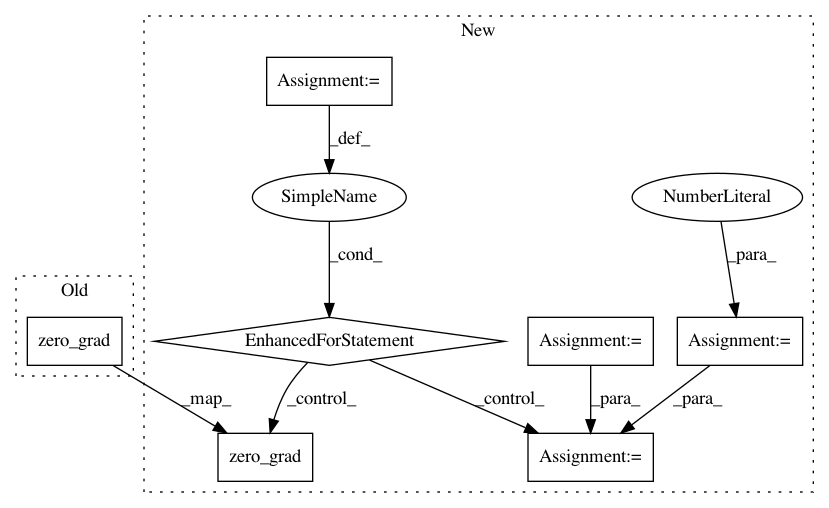 New
Assignment:=
_def_
SimpleName
NumberLiteral
_cond_
_para_
Old
zero_grad
EnhancedForStatement
Assignment:=
Assignment:=
_map_
_control_
_control_
_para_
_para_
zero_grad
Assignment:=